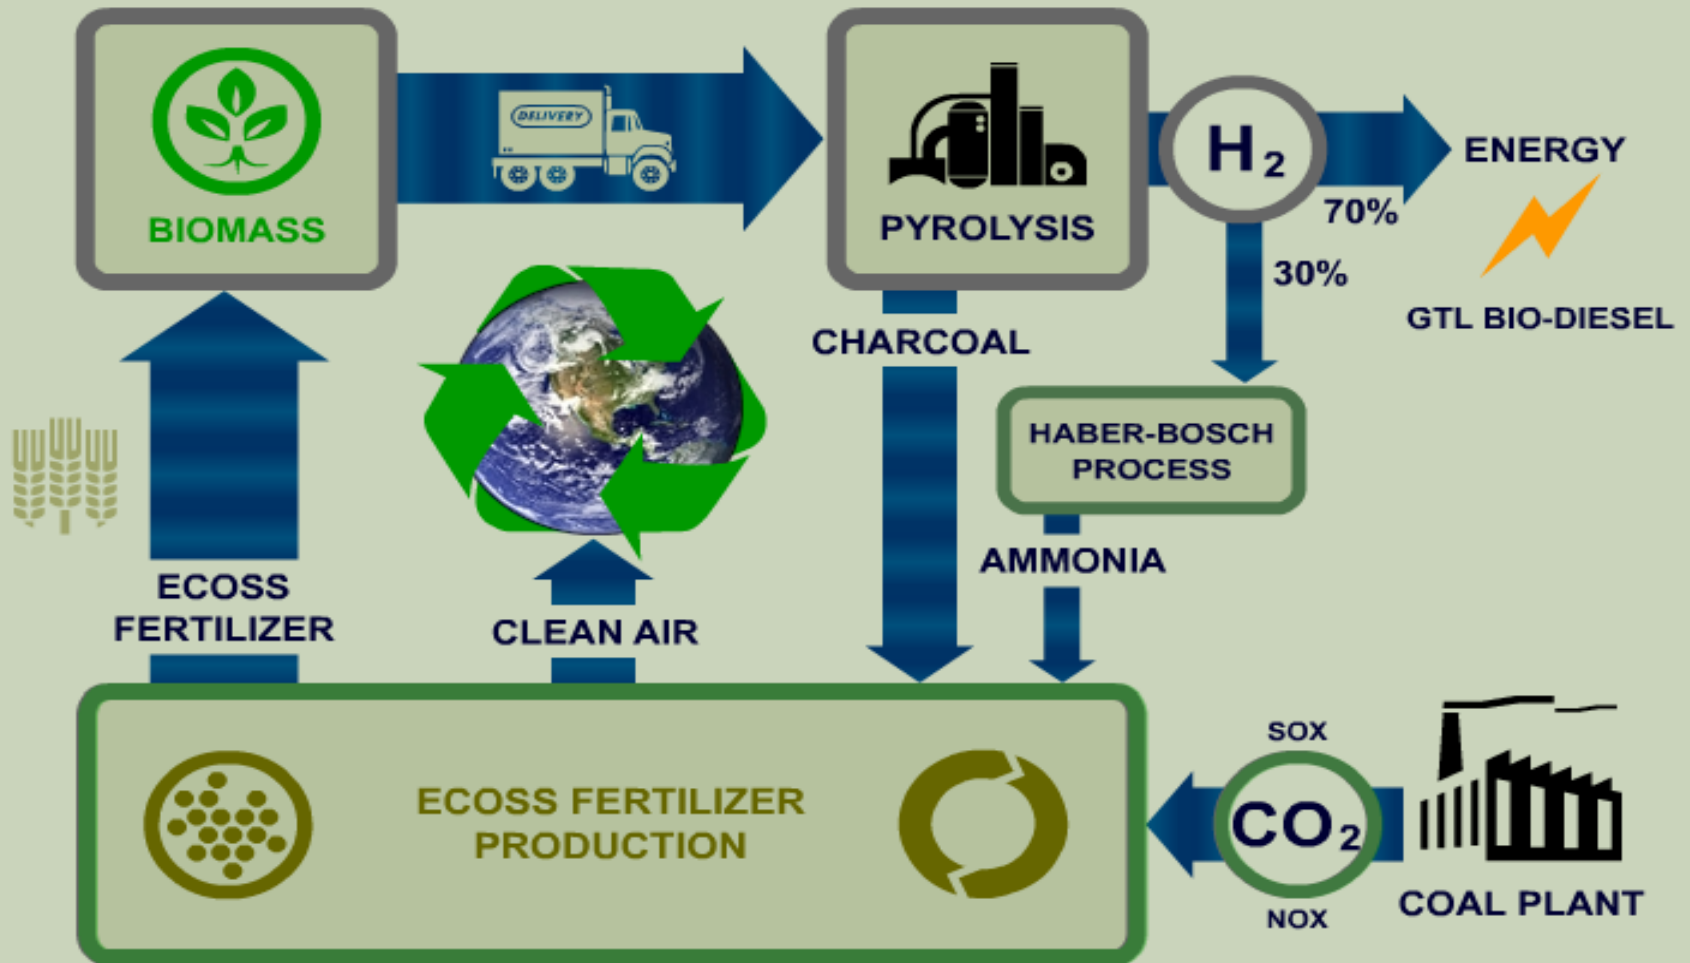 DELIVERY
BIOMASS
PYROLYSIS
H2
ENERGY
70%
30%
GTL BIO-DIESEL
CHARCOAL
HABER-BOSCH
PROCESS
AMMONIA
ECOSS
FERTILIZER
CLEAN AIR
ECOSS FERTILIZER
PRODUCTION
SOX
CO2
NOX
COAL PLANT